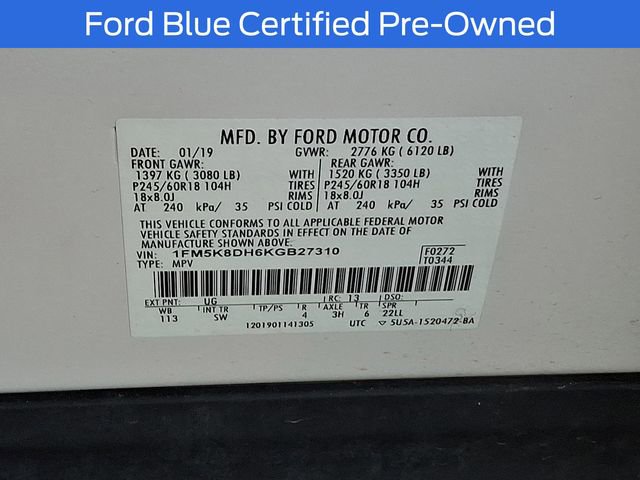 Ford Blue Certified Pre-Owned
MFD. BY FORD MOTOR CO.
DATE: 01/19 GVWR: 2776 KG ( 6120 LB)
FRONT GAWR: REAR GAWR:
1397 KG ( 3080 LB) WITH 1520 KG ( 3350 LB) WITH
P245/60R18 104H TIRES P245/60R18 104H TIRES
18x8.0J RIMS 18x8.0J RIMS
AT 240 kPa/ 35 PSI COLD AT 240 kPa/ 35 PSI COLD
THIS VEHICLE CONFORMS TO ALL APPLICABLE FEDERAL MOTOR
VEHICLE SAFETY STANDARDS IN EFFECT ON THE DATE OF
MANUFACTURE SHOWN ABOVE.
VIN: 1FM5K8DH6KGB27310 F0272
TYPE: MPV T0344
EXT PNT: UG RC: 13
WB INT TR TP/PS R AXLE TR SPR
113 SW 4 3H 6 22LL
1201901141305 UTC 5U5A-1520472-BA